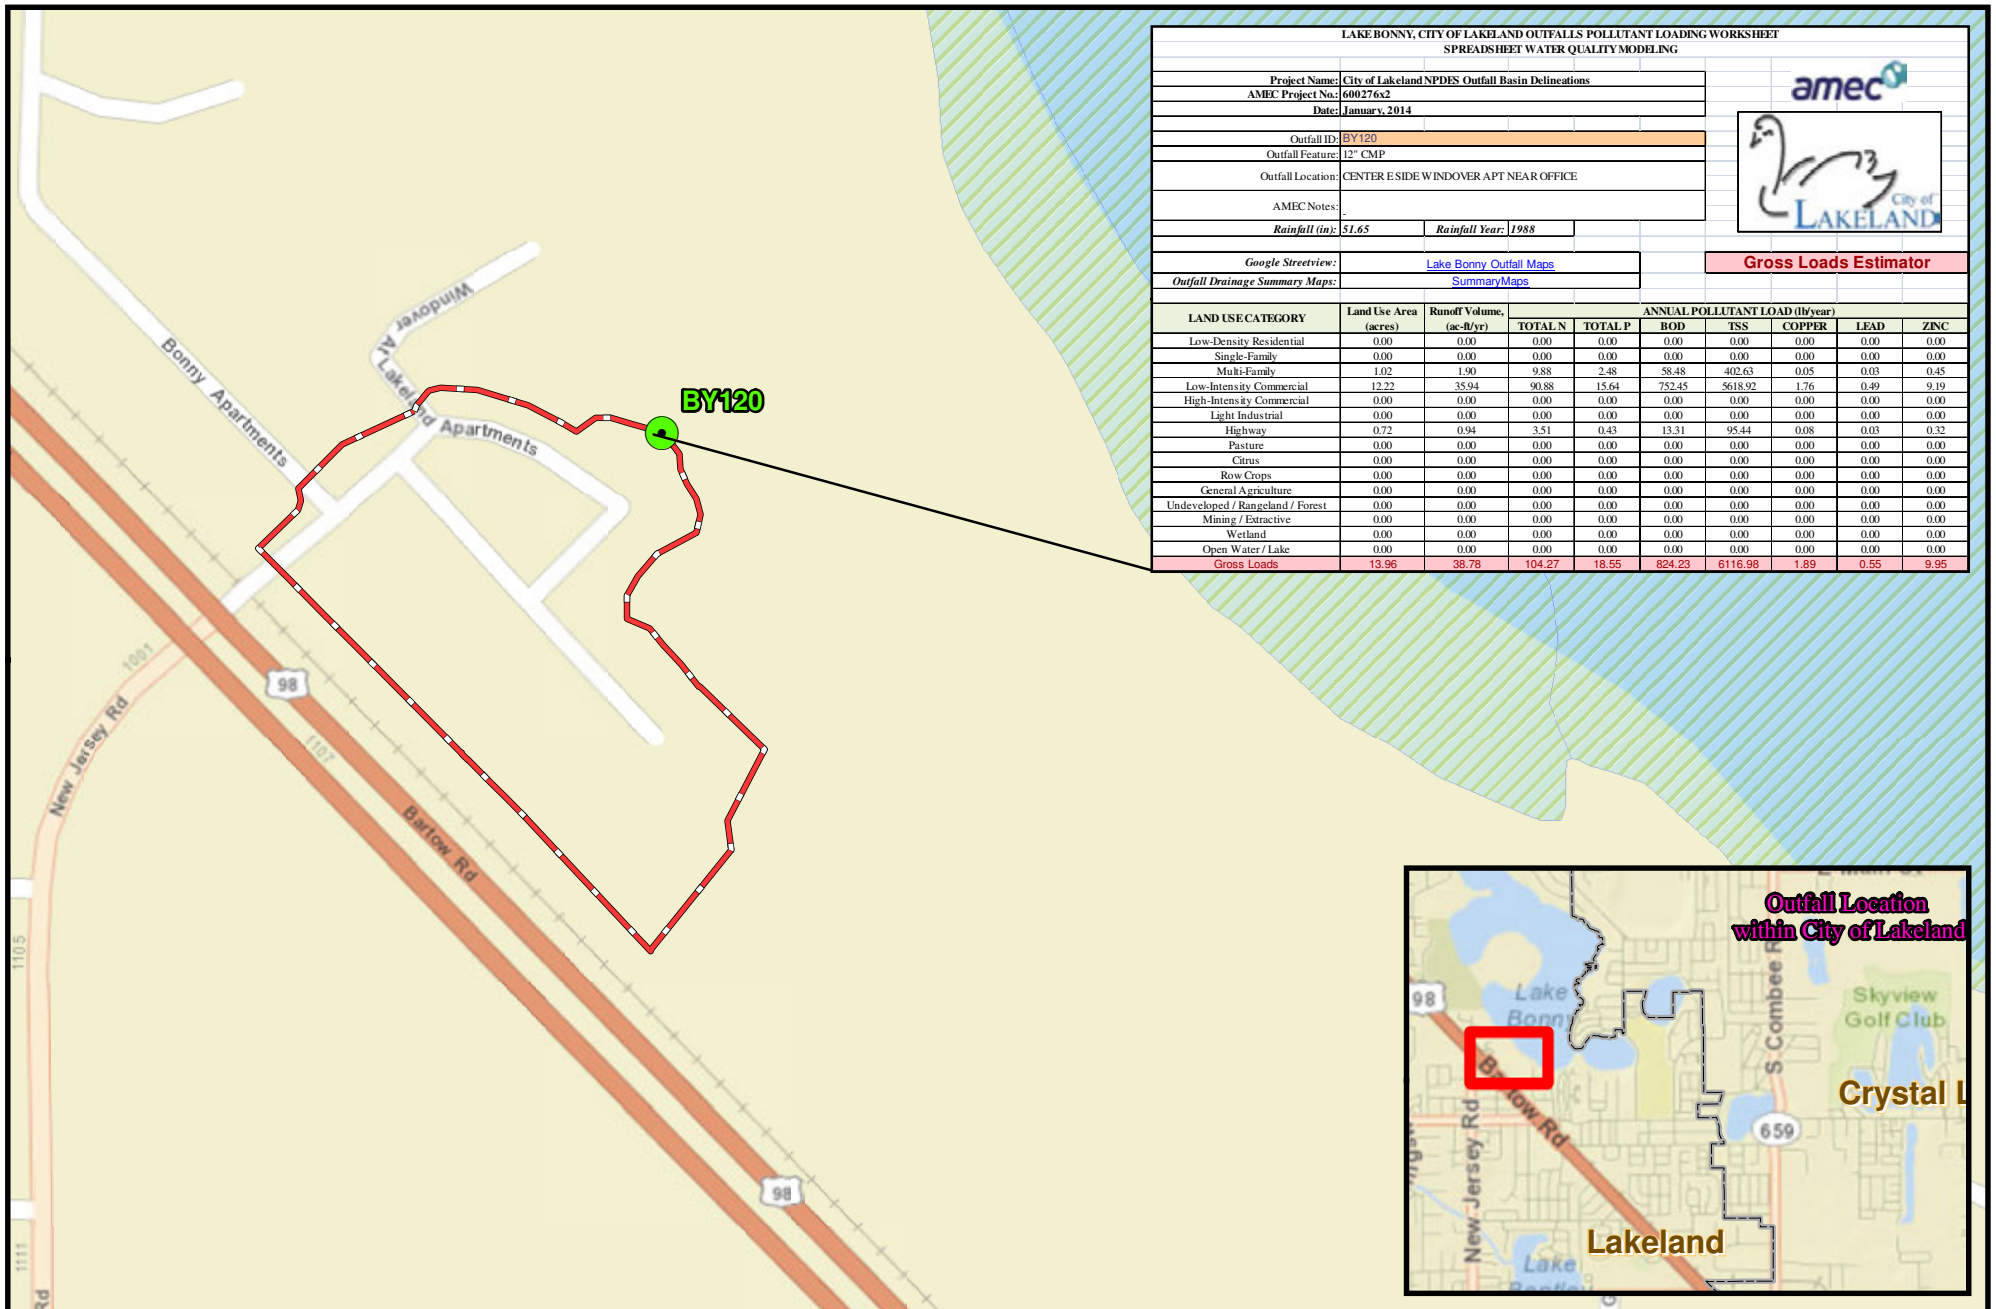 LAKE BONNY, CITY OF LAKELAND OUTFALLS POLLUTANT LOADING WORKSHEET
SPREADSHEET WATER QUALITY MODELING
Project Name: City of Lakeland NPDES Outfall Basin Delineations
AMEC Project No.: 600276x2
Date: January, 2014
amec
Outfall ID: BY120
Outfall Feature: 12" CMP
Outfall Location: CENTER E SIDE WINDOVER APT NEAR OFFICE
AMEC Notes: -
City of
LAKELAND
Rainfall (in): 51.65 Rainfall Year: 1988
Google Streetview: Lake Bonny Outfall Maps
Gross Loads Estimator
Outfall Drainage Summary Maps: SummaryMaps
LAND USE CATEGORY Land Use Area (acres) Runoff Volume, (ac-ft/yr) ANNUAL POLLUTANT LOAD (lb/year)
TOTAL N TOTAL P BOD TSS COPPER LEAD ZINC
Low-Density Residential 0.00 0.00 0.00 0.00 0.00 0.00 0.00 0.00 0.00
Single-Family 0.00 0.00 0.00 0.00 0.00 0.00 0.00 0.00 0.00
Multi-Family 1.02 1.90 9.88 2.48 58.48 402.63 0.05 0.03 0.45
Low-Intensity Commercial 12.22 35.94 90.88 15.64 752.45 5618.92 1.76 0.49 9.19
High-Intensity Commercial 0.00 0.00 0.00 0.00 0.00 0.00 0.00 0.00 0.00
Light Industrial 0.00 0.00 0.00 0.00 0.00 0.00 0.00 0.00 0.00
Highway 0.72 0.94 3.51 0.43 13.31 95.44 0.08 0.03 0.32
Pasture 0.00 0.00 0.00 0.00 0.00 0.00 0.00 0.00 0.00
Citrus 0.00 0.00 0.00 0.00 0.00 0.00 0.00 0.00 0.00
Row Crops 0.00 0.00 0.00 0.00 0.00 0.00 0.00 0.00 0.00
General Agriculture 0.00 0.00 0.00 0.00 0.00 0.00 0.00 0.00 0.00
Undeveloped / Rangeland / Forest 0.00 0.00 0.00 0.00 0.00 0.00 0.00 0.00 0.00
Mining / Extractive 0.00 0.00 0.00 0.00 0.00 0.00 0.00 0.00 0.00
Wetland 0.00 0.00 0.00 0.00 0.00 0.00 0.00 0.00 0.00
Open Water / Lake 0.00 0.00 0.00 0.00 0.00 0.00 0.00 0.00 0.00
Gross Loads 13.96 38.78 104.27 18.55 824.23 6116.98 1.89 0.55 9.95
Windover
At Lakeland Apartments
Bonny Apartments
BY120
1001
98
New Jersey Rd
1107
Bartow Rd
1105
98
1111
Rd
Outfall Location
within City of Lakeland
98
Lake
Bonny
Skyview
Golf Club
S Combee R
Bartow Rd
Crystal L
659
New Jersey Rd
Lakeland
Lake